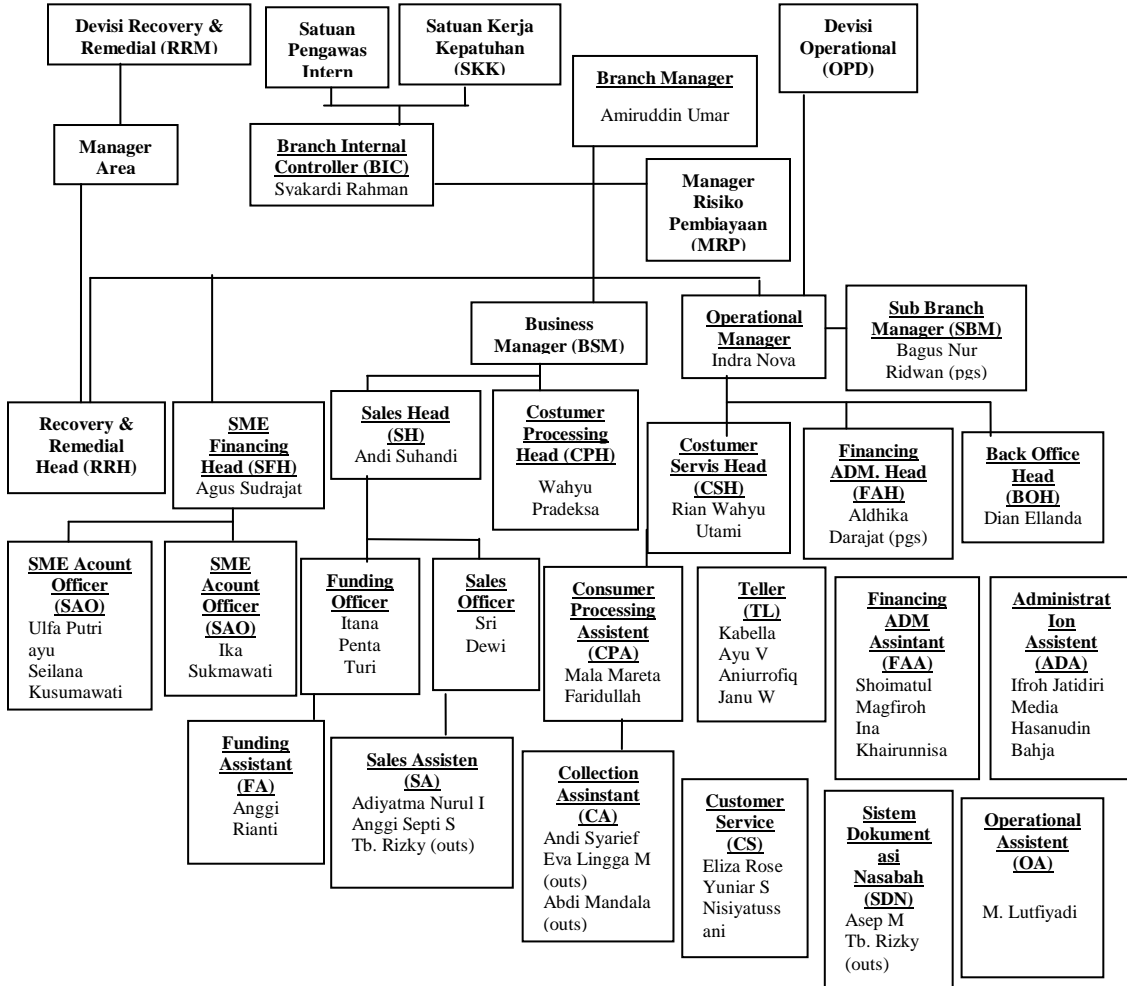 Devisi Recovery &
Remedial (RRM)
Satuan
Pengawas
Intern
Satuan Kerja
Kepatuhan
(SKK)
Devisi
Operational
(OPD)
Branch Manager
Amiruddin Umar
Manager
Area
Branch Internal
Controller (BIC)
Syakardi Rahman
Manager
Risiko
Pembiayaan
(MRP)
Business
Manager (BSM)
Operational
Manager
Indra Nova
Sub Branch
Manager (SBM)
Bagus Nur
Ridwan (pgs)
Recovery &
Remedial
Head (RRH)
SME
Financing
Head (SFH)
Agus Sudrajat
Sales Head
(SH)
Andi Suhandi
Costumer
Processing
Head (CPH)
Wahyu
Pradeksa
Costumer
Servis Head
(CSH)
Rian Wahyu
Utami
Financing
ADM. Head
(FAH)
Aldhika
Darajat (pgs)
Back Office
Head
(BOH)
Dian Ellanda
SME Acount
Officer
(SAO)
Ulfa Putri
ayu
Seilana
Kusumawati
SME
Acount
Officer
(SAO)
Ika
Sukmawati
Funding
Officer
Itana
Penta
Turi
Sales
Officer
Sri
Dewi
Consumer
Processing
Assistent
(CPA)
Mala Mareta
Faridullah
Teller
(TL)
Kabella
Ayu V
Aniurrofiq
Janu W
Financing
ADM
Assintant
(FAA)
Shoimatul
Magfiroh
Ina
Khairunnisa
Administrat
Ion
Assistent
(ADA)
Ifroh Jatidiri
Media
Hasanudin
Bahja
Funding
Assistant
(FA)
Anggi
Rianti
Sales Assisten
(SA)
Adiyatma Nurul I
Anggi Septi S
Tb. Rizky (outs)
Collection
Assinstant
(CA)
Andi Syarief
Eva Lingga M
(outs)
Abdi Mandala
(outs)
Customer
Service
(CS)
Eliza Rose
Yuniar S
Nisiyatuss
ani
Sistem
Dokument
asi
Nasabah
(SDN)
Asep M
Tb. Rizky
(outs)
Operational
Assistent
(OA)
M. Lutfiyadi